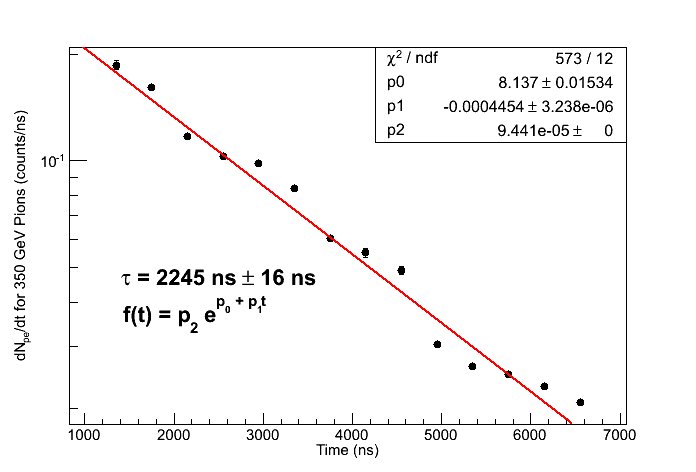 χ² / ndf 573 / 12
p0 8.137 ± 0.01534
p1 -0.0004454 ± 3.238e-06
p2 9.441e-05 ± 0
10⁻¹
dN_pe/dt for 350 GeV Pions (counts/ns)
τ = 2245 ns ± 16 ns
f(t) = p₂ e^(p₀ + p₁t)
1000 2000 3000 4000 5000 6000 7000
Time (ns)